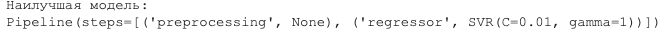 Наилучшая модель:
Pipeline(steps=[('preprocessing', None), ('regressor', SVR(C=0.01, gamma=1))])